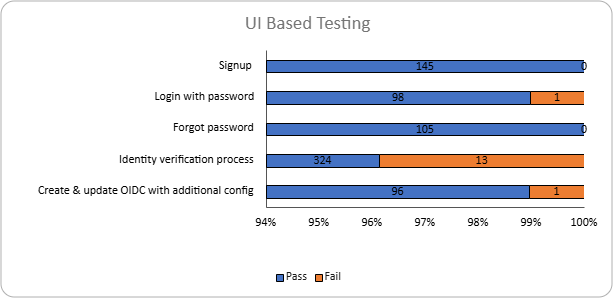 UI Based Testing
Signup 145 0
Login with password 98 1
Forgot password 105 0
Identity verification process 324 13
Create & update OIDC with additional config 96 1
94% 95% 96% 97% 98% 99% 100%
Pass Fail